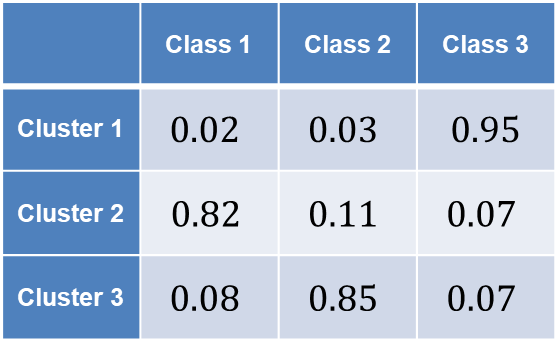 Class 1 Class 2 Class 3
Cluster 1 0.02 0.03 0.95
Cluster 2 0.82 0.11 0.07
Cluster 3 0.08 0.85 0.07